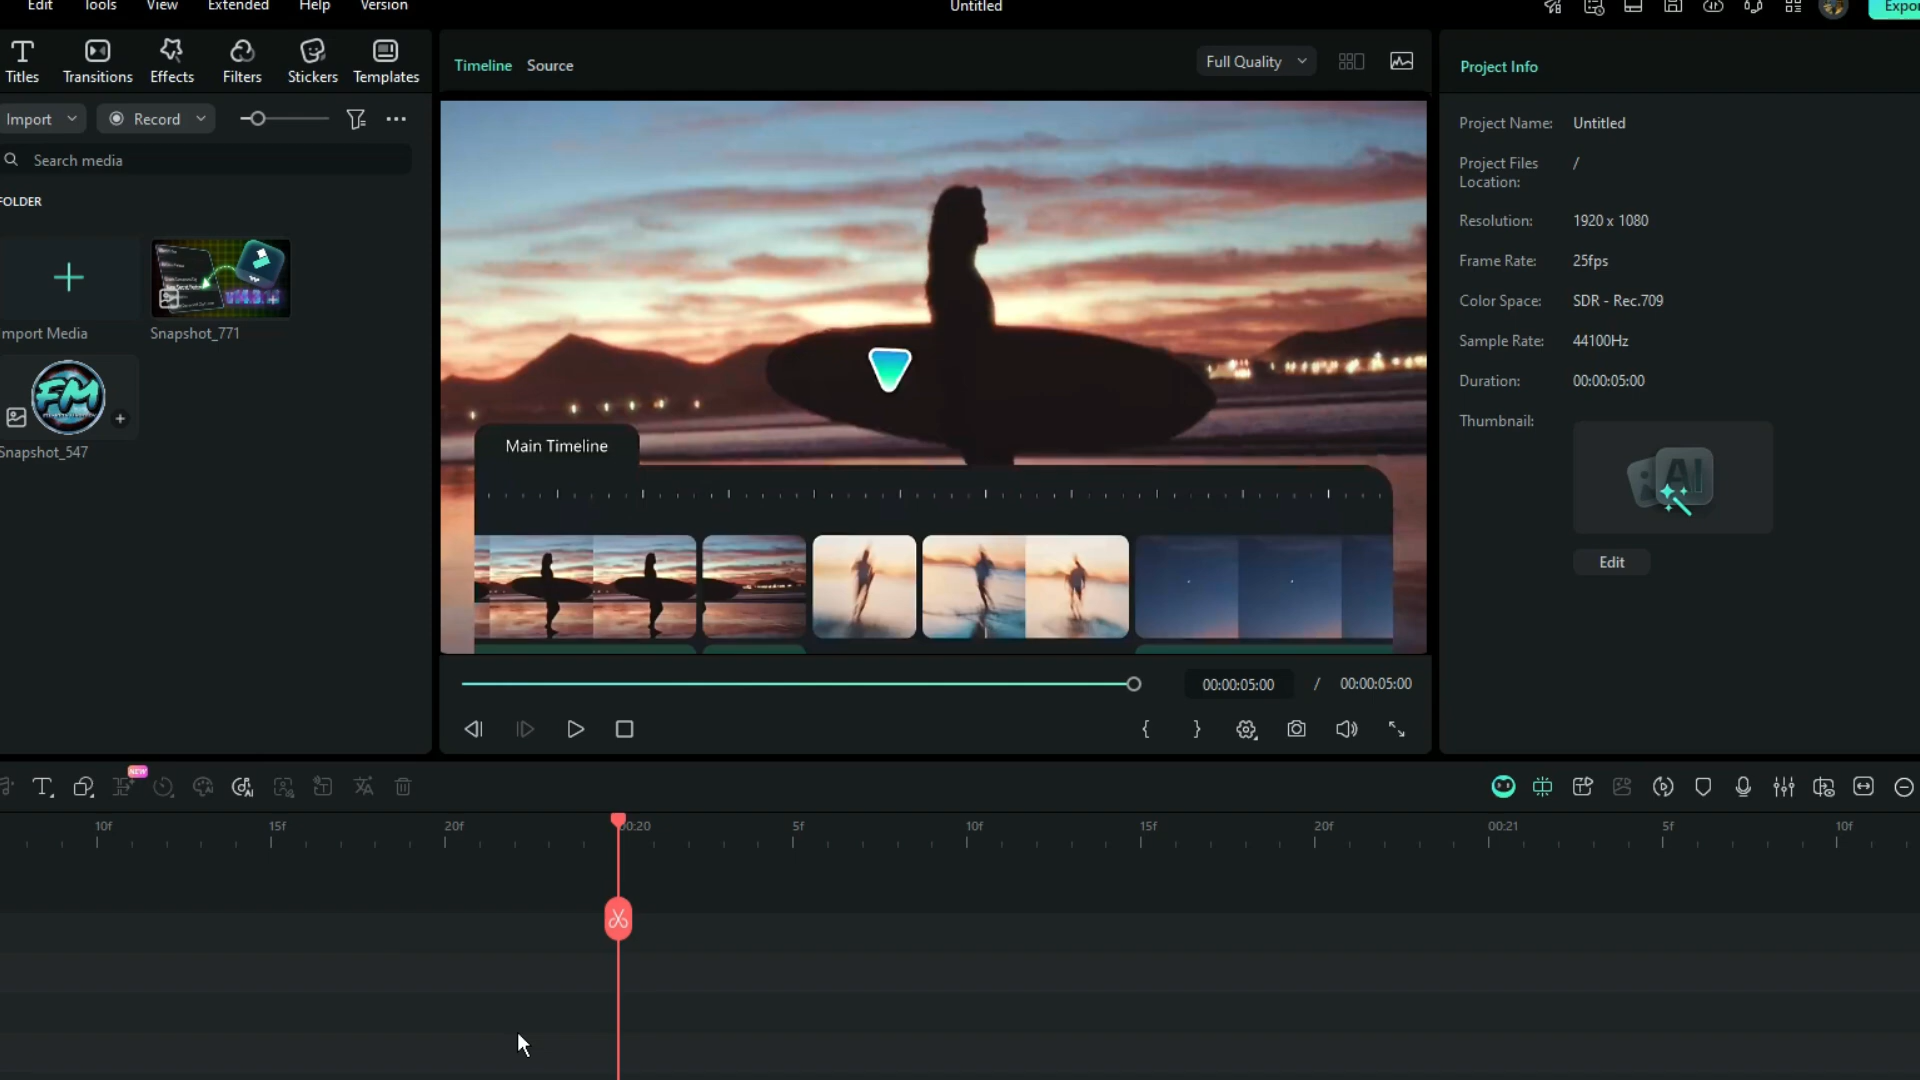 Edit Tools View Extended Help Version
Untitled
Expor
Titles Transitions Effects Filters Stickers Templates
Import Record
Search media
FOLDER
mport Media
Snapshot_771
FM
Snapshot_547
Timeline Source
Full Quality
Main Timeline
00:00:05:00 / 00:00:05:00
Project Info
Project Name: Untitled
Project Files Location: /
Resolution: 1920 x 1080
Frame Rate: 25fps
Color Space: SDR - Rec.709
Sample Rate: 44100Hz
Duration: 00:00:05:00
Thumbnail:
AI
Edit
NEW
10f 15f 20f 00:20 5f 10f 15f 20f 00:21 5f 10f